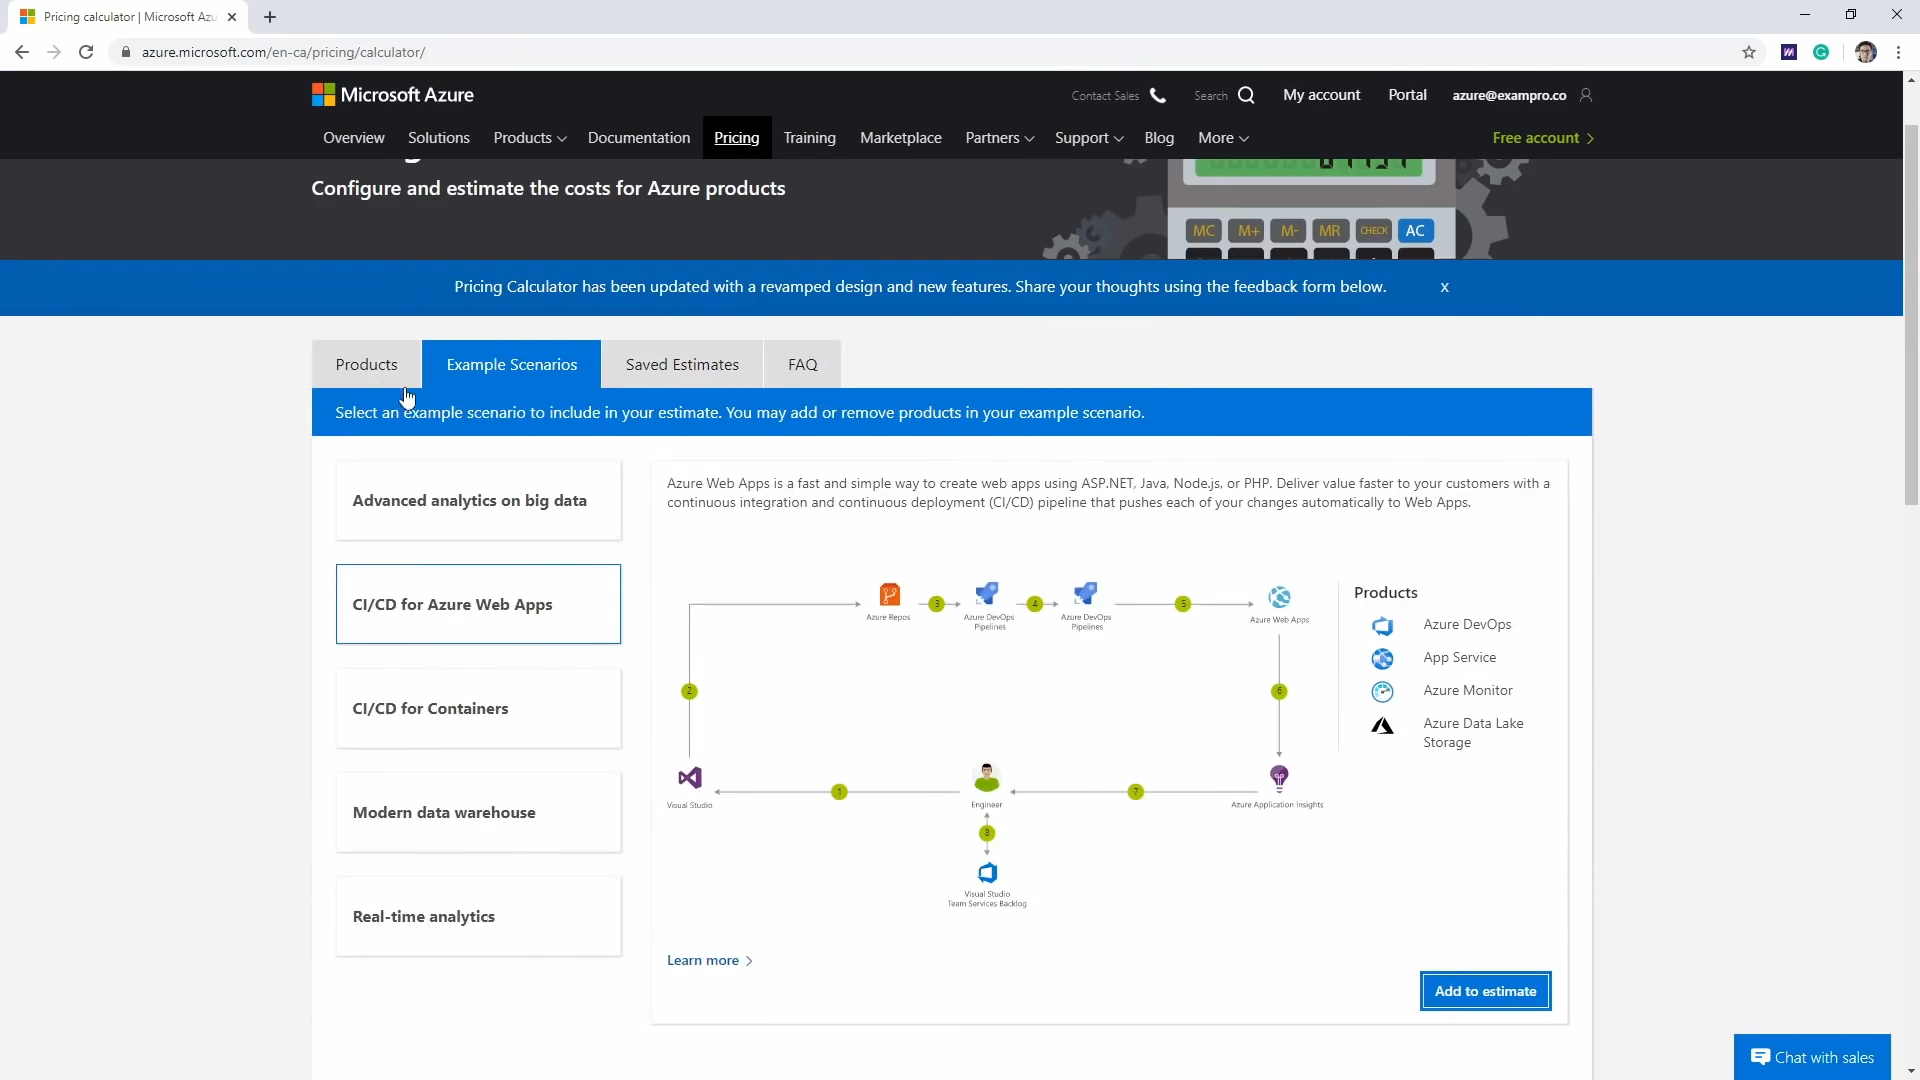 Pricing calculator | Microsoft Azu
azure.microsoft.com/en-ca/pricing/calculator/
Microsoft Azure
Contact Sales
Search
My account
Portal
azure@exampro.co
Overview
Solutions
Products
Documentation
Pricing
Training
Marketplace
Partners
Support
Blog
More
Free account
Configure and estimate the costs for Azure products
MC M+ M- MR CHECK AC
Pricing Calculator has been updated with a revamped design and new features. Share your thoughts using the feedback form below.
x
Products
Example Scenarios
Saved Estimates
FAQ
Select an example scenario to include in your estimate. You may add or remove products in your example scenario.
Advanced analytics on big data
CI/CD for Azure Web Apps
CI/CD for Containers
Modern data warehouse
Real-time analytics
Azure Web Apps is a fast and simple way to create web apps using ASP.NET, Java, Node.js, or PHP. Deliver value faster to your customers with a
continuous integration and continuous deployment (CI/CD) pipeline that pushes each of your changes automatically to Web Apps.
Azure Repos
3
Azure DevOps
Pipelines
4
Azure DevOps
Pipelines
5
Azure Web Apps
2
6
Visual Studio
1
Engineer
7
Azure Application Insights
8
Visual Studio
Team Services Backlog
Products
Azure DevOps
App Service
Azure Monitor
Azure Data Lake
Storage
Learn more
Add to estimate
Chat with sales